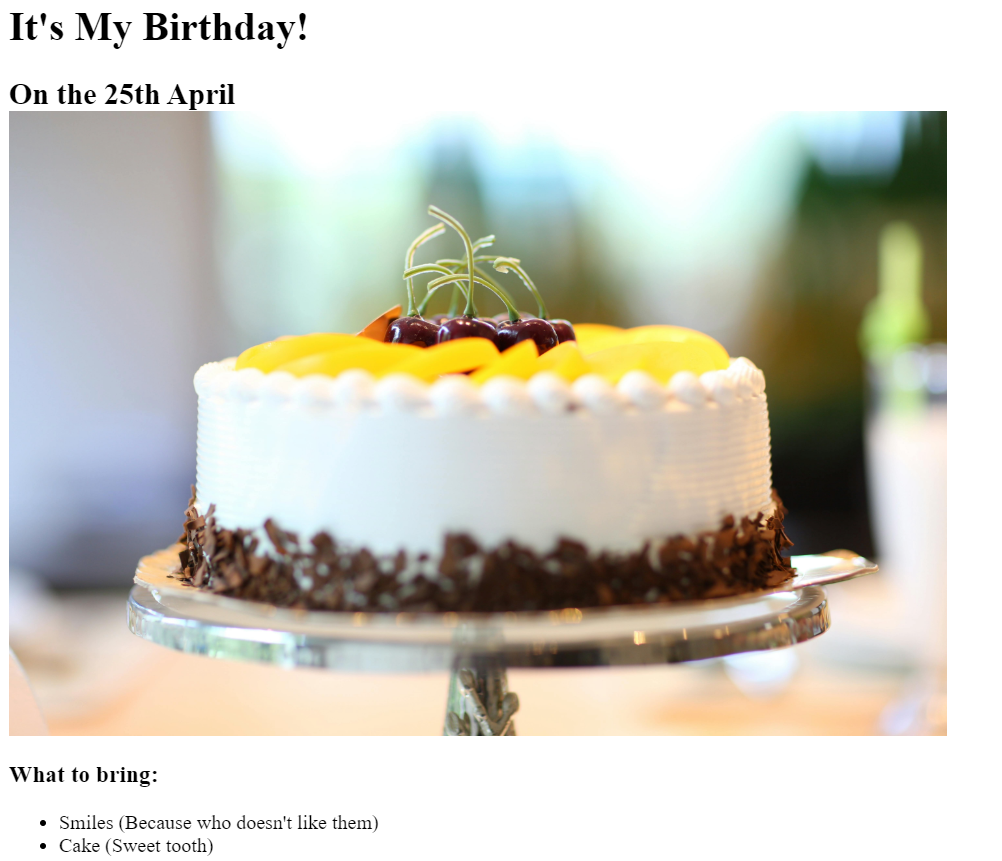 It's My Birthday!
On the 25th April
What to bring:
Smiles (Because who doesn't like them)
Cake (Sweet tooth)